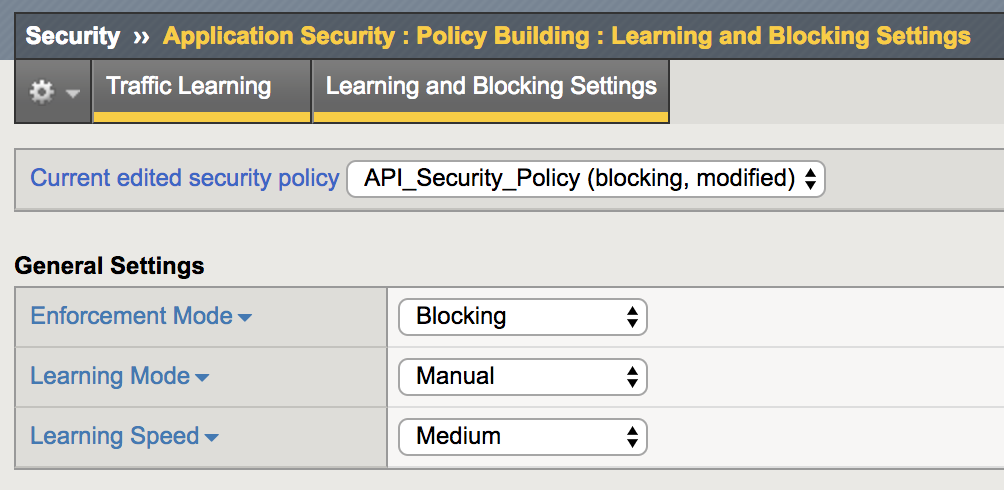 Security ›› Application Security : Policy Building : Learning and Blocking Settings
Traffic Learning Learning and Blocking Settings
Current edited security policy API_Security_Policy (blocking, modified)
General Settings
Enforcement Mode Blocking
Learning Mode Manual
Learning Speed Medium